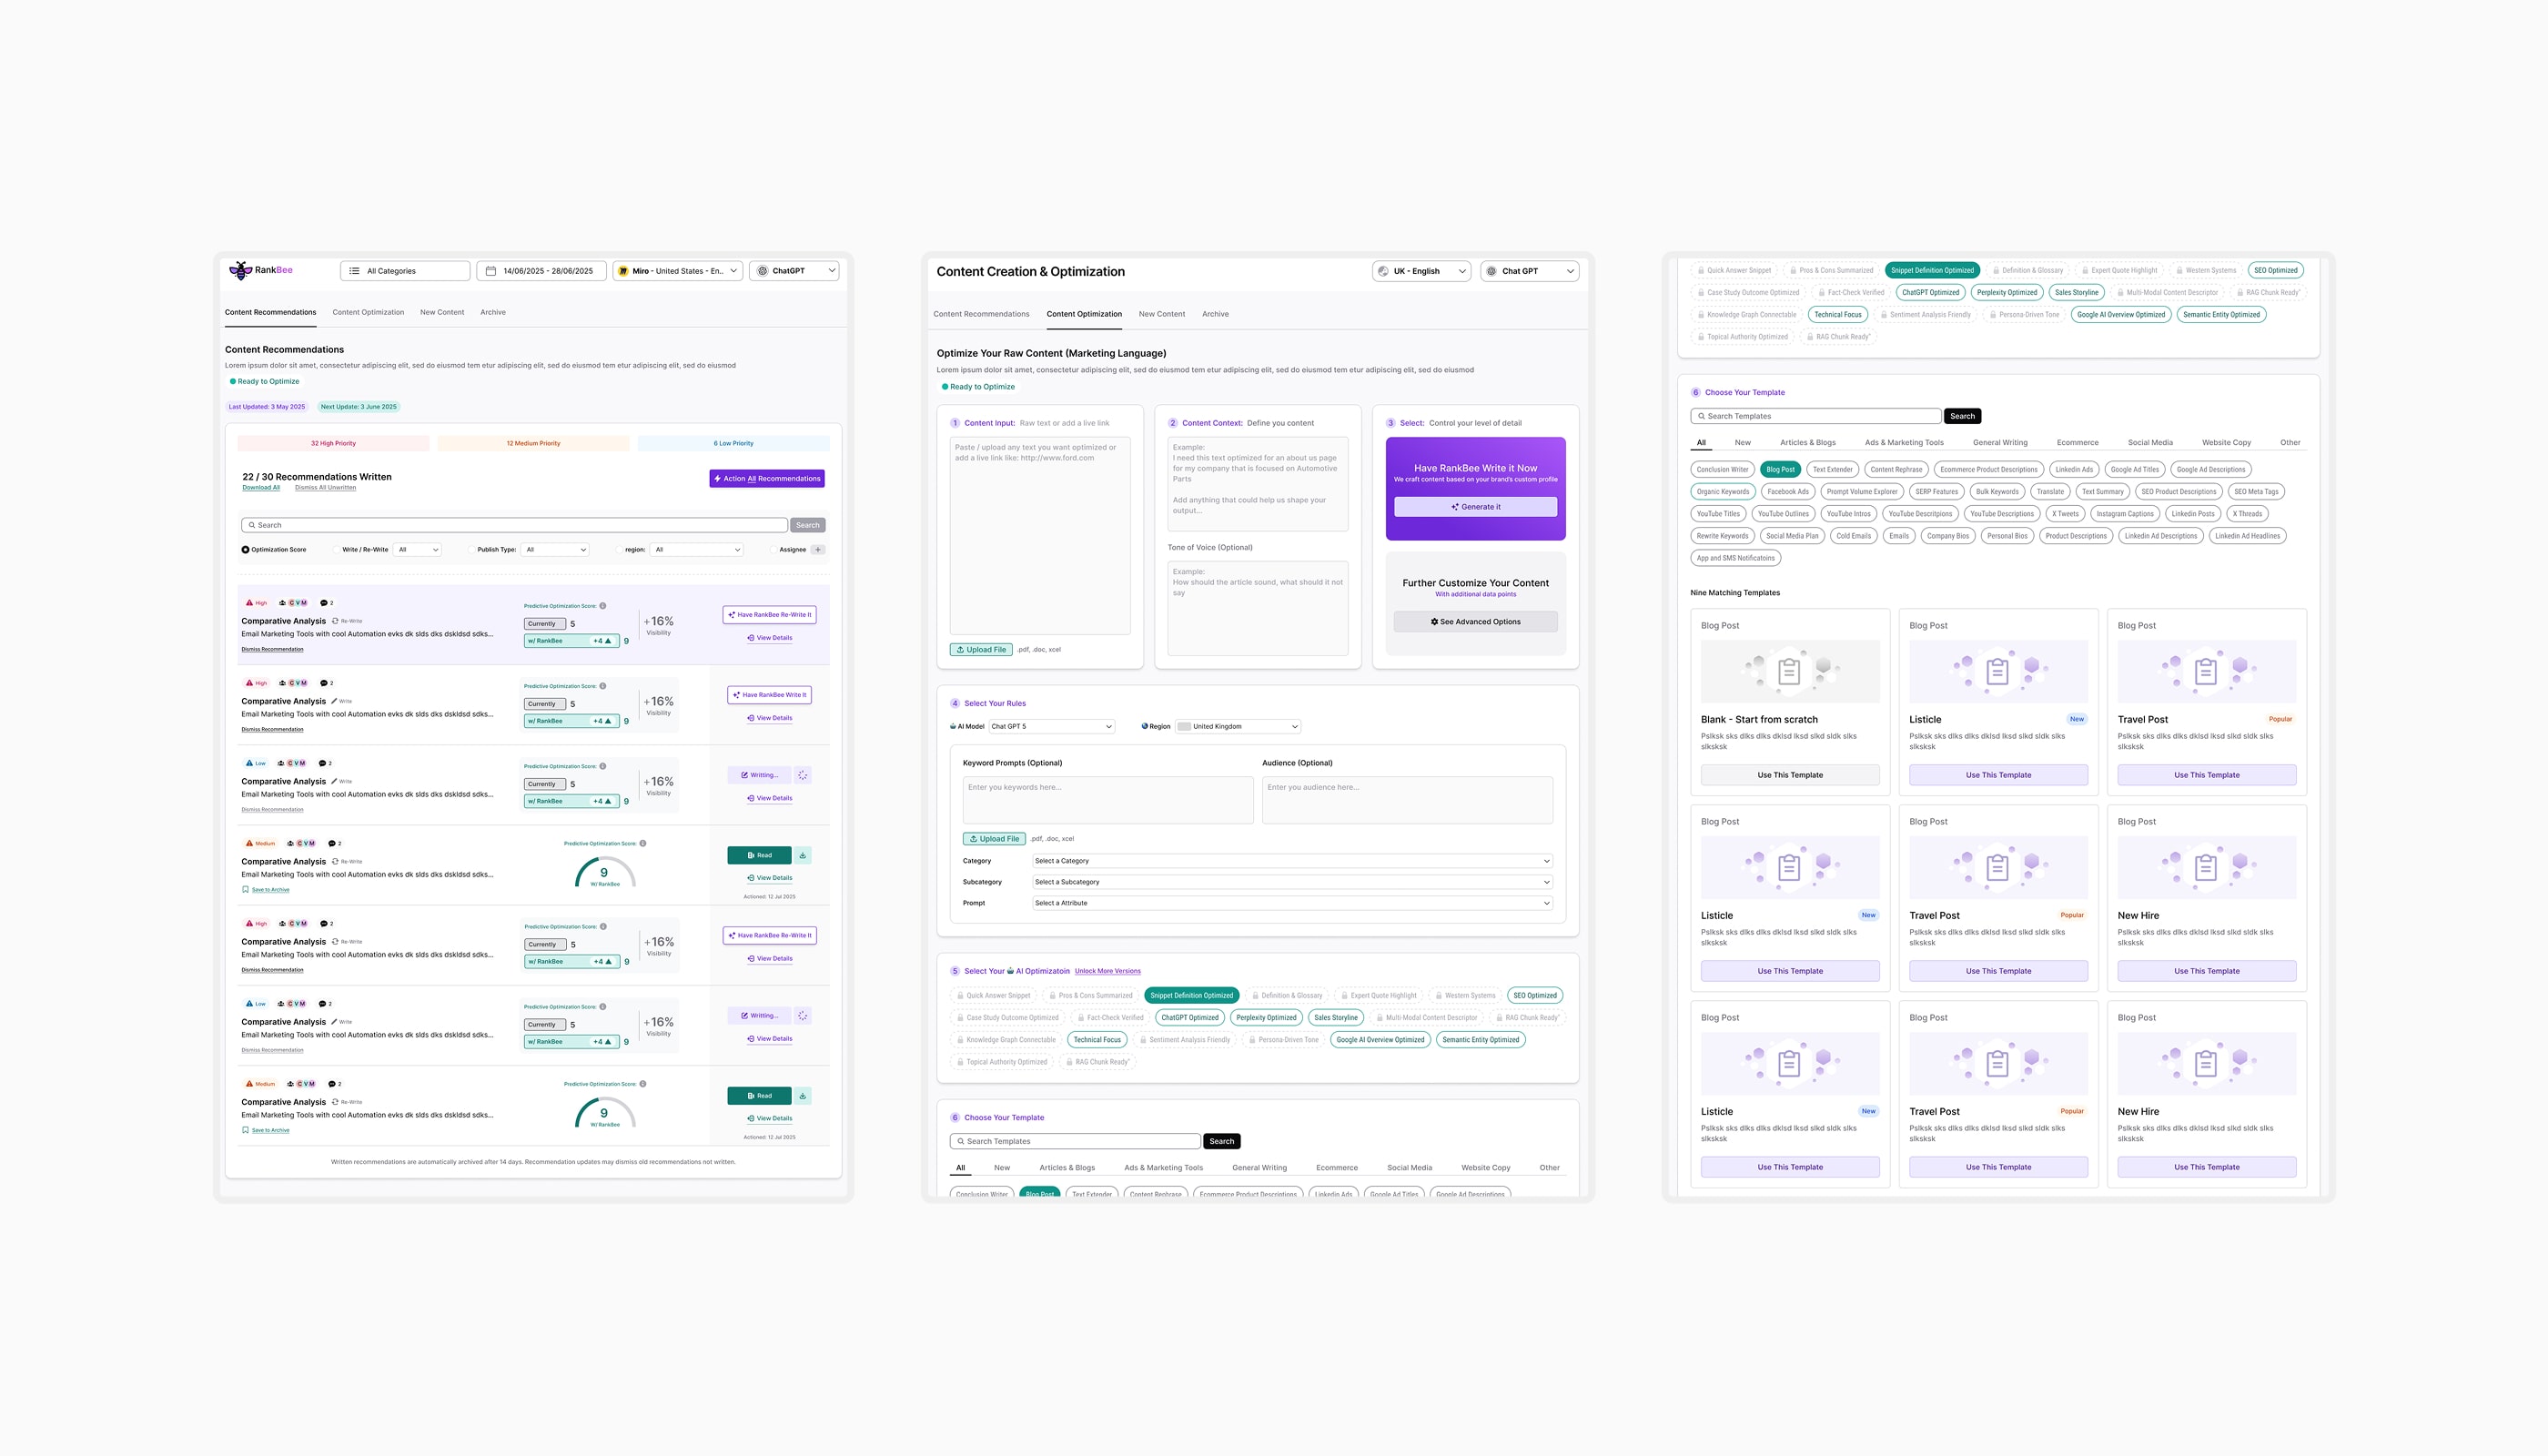 RankBee
All Categories
14/06/2025 - 28/06/2025
Miro - United States - En..
ChatGPT
Content Recommendations Content Optimization New Content Archive
Content Recommendations
Lorem ipsum dolor sit amet, consectetur adipiscing elit, sed do eiusmod tem etur adipiscing elit, sed do eiusmod tem etur adipiscing elit, sed do eiusmod
Ready to Optimize
Last Updated: 3 May 2025 Next Update: 3 June 2025
32 High Priority 12 Medium Priority 6 Low Priority
22 / 30 Recommendations Written
Download All Dismiss All Unwritten
Action All Recommendations
Search Search
Optimization Score Write / Re-Write All Publish Type: All region: All Assignee +
High C V M 2
Comparative Analysis Re-Write
Email Marketing Tools with cool Automation evks dk slds dks dskldsd sdks...
Dismiss Recommendation
Predictive Optimization Score:
Currently 5
w/ RankBee +4 9
+16%
Visibility
Have RankBee Re-Write It
View Details
High C V M 2
Comparative Analysis Write
Email Marketing Tools with cool Automation evks dk slds dks dskldsd sdks...
Dismiss Recommendation
Predictive Optimization Score:
Currently 5
w/ RankBee +4 9
+16%
Visibility
Have RankBee Write It
View Details
Low C V M 2
Comparative Analysis Write
Email Marketing Tools with cool Automation evks dk slds dks dskldsd sdks...
Dismiss Recommendation
Predictive Optimization Score:
Currently 5
w/ RankBee +4 9
+16%
Visibility
Writting...
View Details
Medium C V M 2
Comparative Analysis Re-Write
Email Marketing Tools with cool Automation evks dk slds dks dskldsd sdks...
Save to Archive
Predictive Optimization Score:
9
W/ RankBee
Read
View Details
Actioned: 12 Jul 2025
High C V M 2
Comparative Analysis Re-Write
Email Marketing Tools with cool Automation evks dk slds dks dskldsd sdks...
Dismiss Recommendation
Predictive Optimization Score:
Currently 5
w/ RankBee +4 9
+16%
Visibility
Have RankBee Re-Write It
View Details
Low C V M 2
Comparative Analysis Write
Email Marketing Tools with cool Automation evks dk slds dks dskldsd sdks...
Dismiss Recommendation
Predictive Optimization Score:
Currently 5
w/ RankBee +4 9
+16%
Visibility
Writting...
View Details
Medium C V M 2
Comparative Analysis Re-Write
Email Marketing Tools with cool Automation evks dk slds dks dskldsd sdks...
Save to Archive
Predictive Optimization Score:
9
W/ RankBee
Read
View Details
Actioned: 12 Jul 2025
Written recommendations are automatically archived after 14 days. Recommendation updates may dismiss old recommendations not written.
Content Creation & Optimization
UK - English
Chat GPT
Content Recommendations Content Optimization New Content Archive
Optimize Your Raw Content (Marketing Language)
Lorem ipsum dolor sit amet, consectetur adipiscing elit, sed do eiusmod tem etur adipiscing elit, sed do eiusmod tem etur adipiscing elit, sed do eiusmod
Ready to Optimize
1 Content Input: Raw text or add a live link
Paste / upload any text you want optimized or
add a live link like: http://www.ford.com
Upload File .pdf, .doc, xcel
2 Content Context: Define you content
Example:
I need this text optimized for an about us page
for my company that is focused on Automotive
Parts
Add anything that could help us shape your
output...
Tone of Voice (Optional)
Example:
How should the article sound, what should it not
say
3 Select: Control your level of detail
Have RankBee Write it Now
We craft content based on your brand's custom profile
Generate it
Further Customize Your Content
With additional data points
See Advanced Options
4 Select Your Rules
AI Model Chat GPT 5 Region United Kingdom
Keyword Prompts (Optional) Audience (Optional)
Enter you keywords here... Enter you audience here...
Upload File .pdf, .doc, xcel
Category Select a Category
Subcategory Select a Subcategory
Prompt Select a Attribute
5 Select Your AI Optimizatoin Unlock More Versions
Quick Answer Snippet Pros & Cons Summarized Snippet Definition Optimized Definition & Glossary Expert Quote Highlight Western Systems SEO Optimized
Case Study Outcome Optimized Fact-Check Verified ChatGPT Optimized Perplexity Optimized Sales Storyline Multi-Modal Content Descriptor RAG Chunk Ready"
Knowledge Graph Connectable Technical Focus Sentiment Analysis Friendly Persona-Driven Tone Google AI Overview Optimized Semantic Entity Optimized
Topical Authority Optimized RAG Chunk Ready"
6 Choose Your Template
Search Templates Search
All New Articles & Blogs Ads & Marketing Tools General Writing Ecommerce Social Media Website Copy Other
Conclusion Writer Blog Post Text Extender Content Rephrase Ecommerce Product Descriptions Linkedin Ads Google Ad Titles Google Ad Descriptions
Quick Answer Snippet Pros & Cons Summarized Snippet Definition Optimized Definition & Glossary Expert Quote Highlight Western Systems SEO Optimized
Case Study Outcome Optimized Fact-Check Verified ChatGPT Optimized Perplexity Optimized Sales Storyline Multi-Modal Content Descriptor RAG Chunk Ready"
Knowledge Graph Connectable Technical Focus Sentiment Analysis Friendly Persona-Driven Tone Google AI Overview Optimized Semantic Entity Optimized
Topical Authority Optimized RAG Chunk Ready"
6 Choose Your Template
Search Templates Search
All New Articles & Blogs Ads & Marketing Tools General Writing Ecommerce Social Media Website Copy Other
Conclusion Writer Blog Post Text Extender Content Rephrase Ecommerce Product Descriptions Linkedin Ads Google Ad Titles Google Ad Descriptions
Organic Keywords Facebook Ads Prompt Volume Explorer SERP Features Bulk Keywords Translate Text Summary SEO Product Descriptions SEO Meta Tags
YouTube Titles YouTube Outlines YouTube Intros YouTube Descritpions YouTube Descriptions X Tweets Instagram Captions Linkedin Posts X Threads
Rewrite Keywords Social Media Plan Cold Emails Emails Company Bios Personal Bios Product Descriptions Linkedin Ad Descriptions Linkedin Ad Headlines
App and SMS Notificatoins
Nine Matching Templates
Blog Post Blog Post Blog Post
Blank - Start from scratch Listicle New Travel Post Popular
Pslksk sks dlks dlks dklsd lksd slkd sldk slks Pslksk sks dlks dlks dklsd lksd slkd sldk slks Pslksk sks dlks dlks dklsd lksd slkd sldk slks
slksksk slksksk slksksk
Use This Template Use This Template Use This Template
Blog Post Blog Post Blog Post
Listicle New Travel Post Popular New Hire
Pslksk sks dlks dlks dklsd lksd slkd sldk slks Pslksk sks dlks dlks dklsd lksd slkd sldk slks Pslksk sks dlks dlks dklsd lksd slkd sldk slks
slksksk slksksk slksksk
Use This Template Use This Template Use This Template
Blog Post Blog Post Blog Post
Listicle New Travel Post Popular New Hire
Pslksk sks dlks dlks dklsd lksd slkd sldk slks Pslksk sks dlks dlks dklsd lksd slkd sldk slks Pslksk sks dlks dlks dklsd lksd slkd sldk slks
slksksk slksksk slksksk
Use This Template Use This Template Use This Template